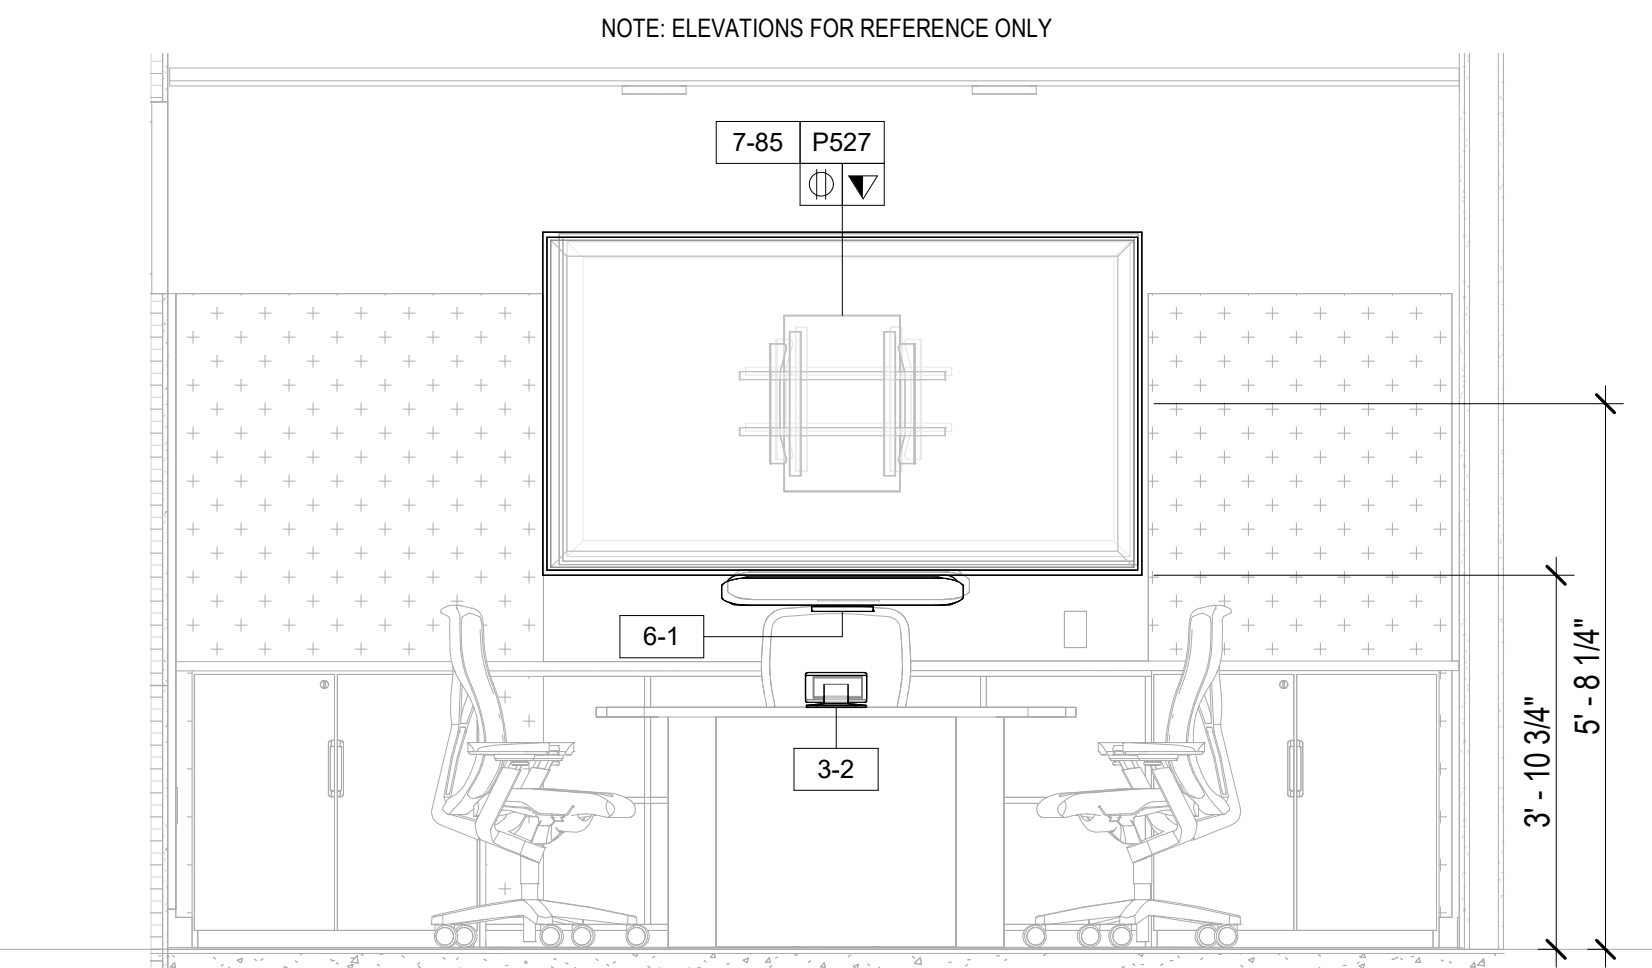 NOTE: ELEVATIONS FOR REFERENCE ONLY
7-85 P527
6-1
3-2
3' - 10 3/4"
5' - 8 1/4"